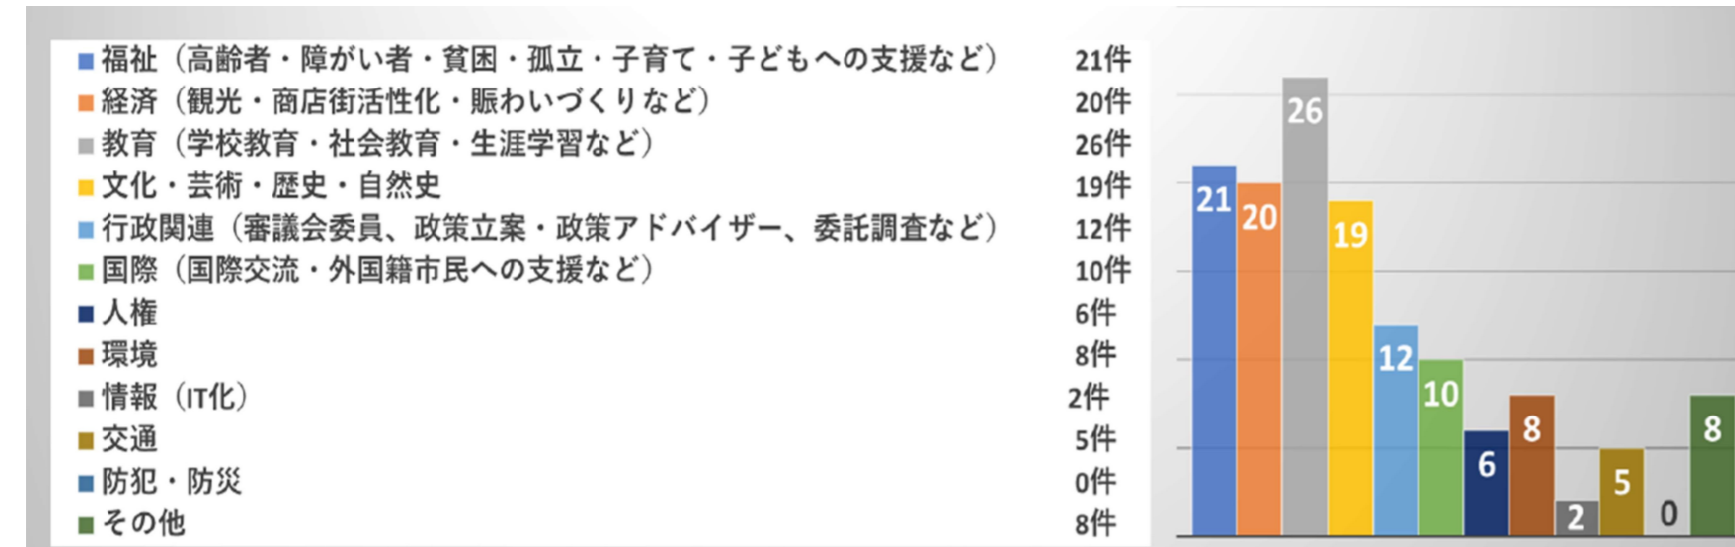 福祉（高齢者・障がい者・貧困・孤立・子育て・子どもへの支援など） 21件
経済（観光・商店街活性化・賑わいづくりなど） 20件
教育（学校教育・社会教育・生涯学習など） 26件
文化・芸術・歴史・自然史 19件
行政関連（審議会委員、政策立案・政策アドバイザー、委託調査など） 12件
国際（国際交流・外国籍市民への支援など） 10件
人権 6件
環境 8件
情報（IT化） 2件
交通 5件
防犯・防災 0件
その他 8件
21
20
26
19
12
10
6
8
2
5
0
8